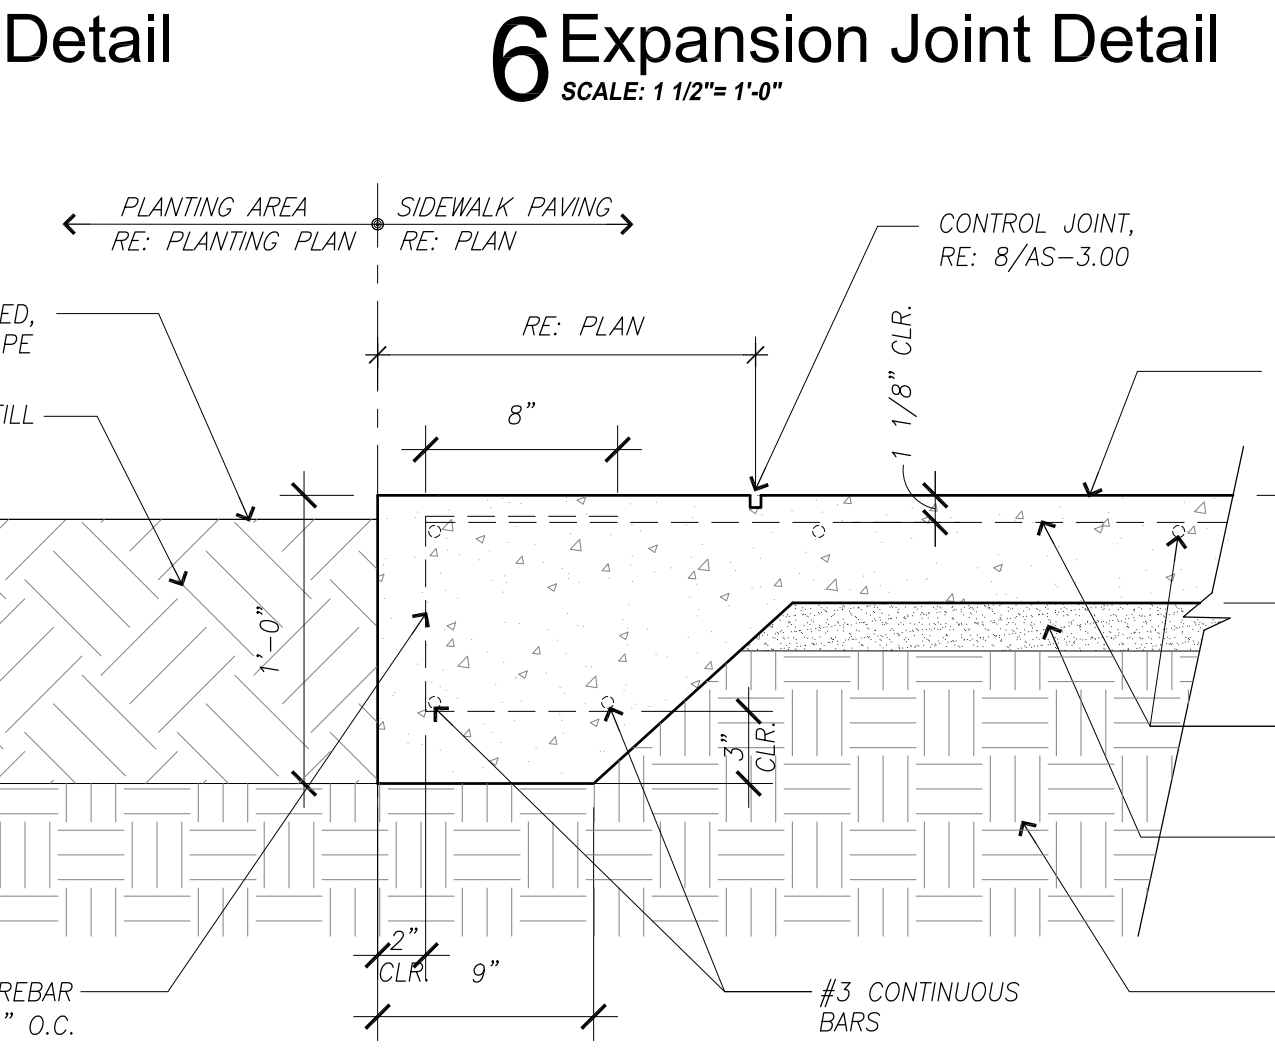 Detail
6 Expansion Joint Detail
SCALE: 1 1/2"= 1'-0"
PLANTING AREA
SIDEWALK PAVING
RE: PLANTING PLAN
RE: PLAN
CONTROL JOINT,
RE: 8/AS-3.00
ED,
PE
RE: PLAN
1 1/8" CLR.
8"
1'-0"
3"
CLR.
2"
CLR.
9"
REBAR
" O.C.
#3 CONTINUOUS
BARS